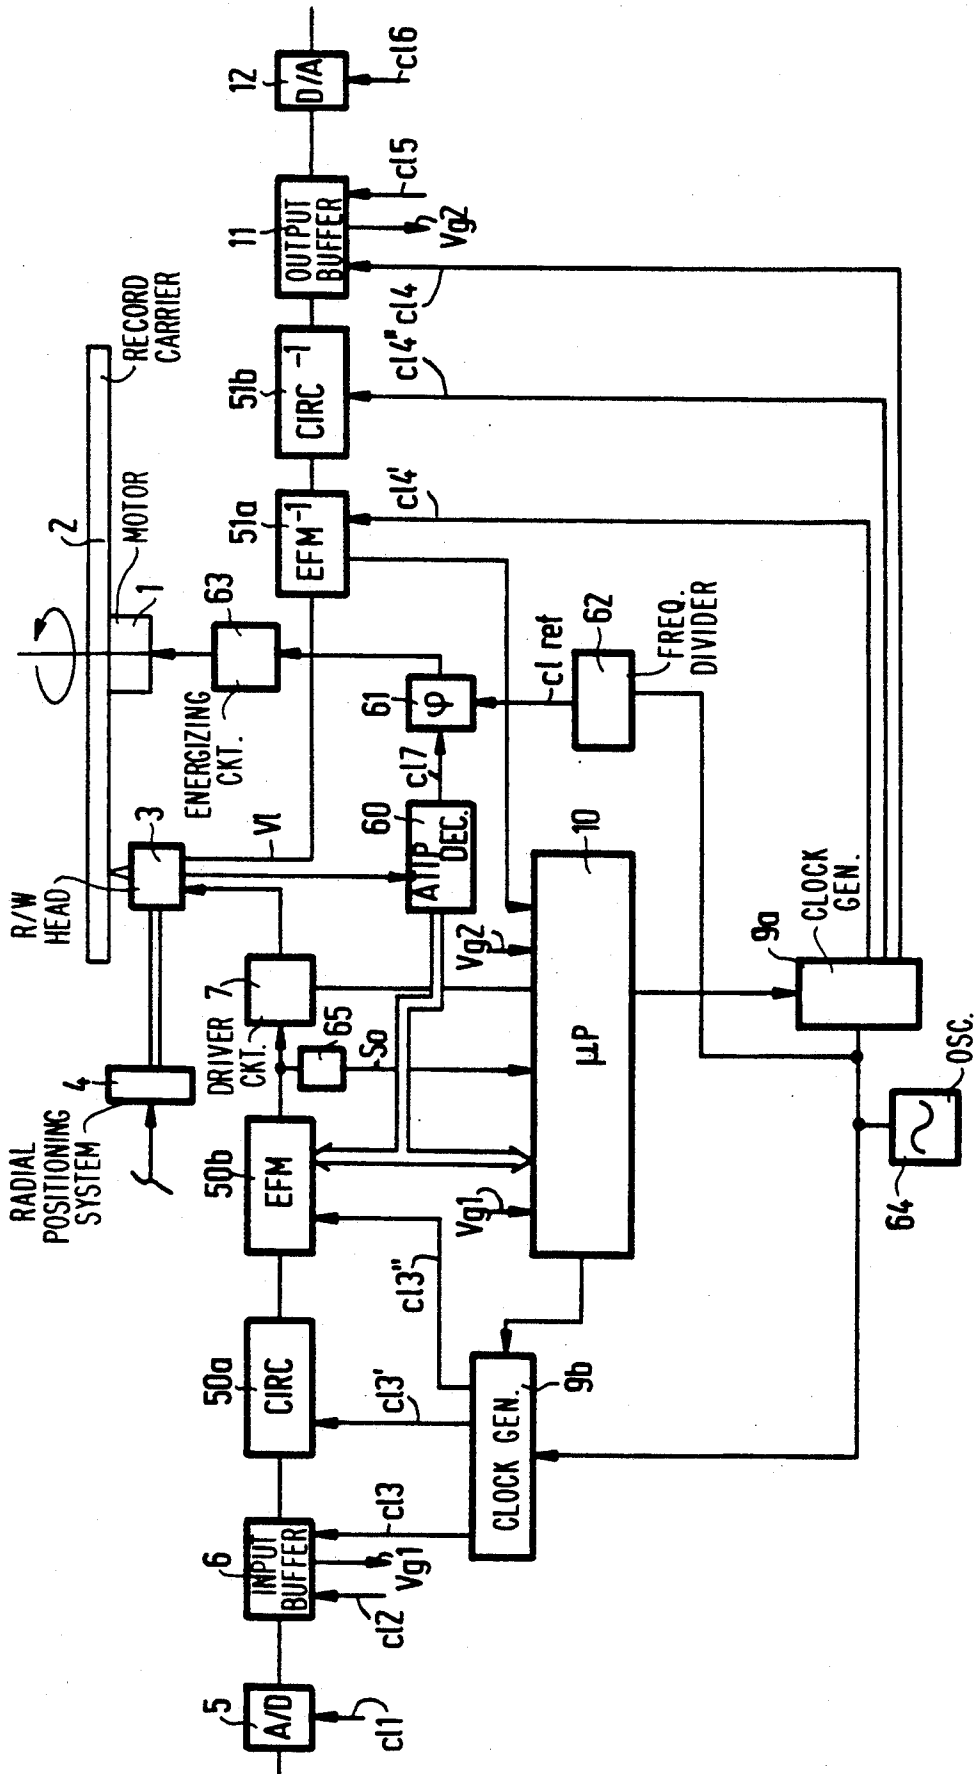 2
RECORD
CARRIER
MOTOR
1
R/W
HEAD
3
RADIAL
POSITIONING
SYSTEM
4
ENERGIZING
CKT.
63
DRIVER
CKT.
7
Vl
5
A/D
cl1
6
INPUT
BUFFER
cl2
Vg1
cl3
50a
CIRC
cl3'
50b
EFM
cl3"
65
So
60
ATIP
DEC.
cl7
61
φ
51a
EFM-1
cl4'
51b
CIRC-1
cl4"
11
OUTPUT
BUFFER
cl4
Vg2
cl5
12
D/A
cl6
cl ref
62
FREQ.
DIVIDER
Vg1
Vg2
10
μP
CLOCK GEN.
9b
9a
CLOCK
GEN.
64
OSC.